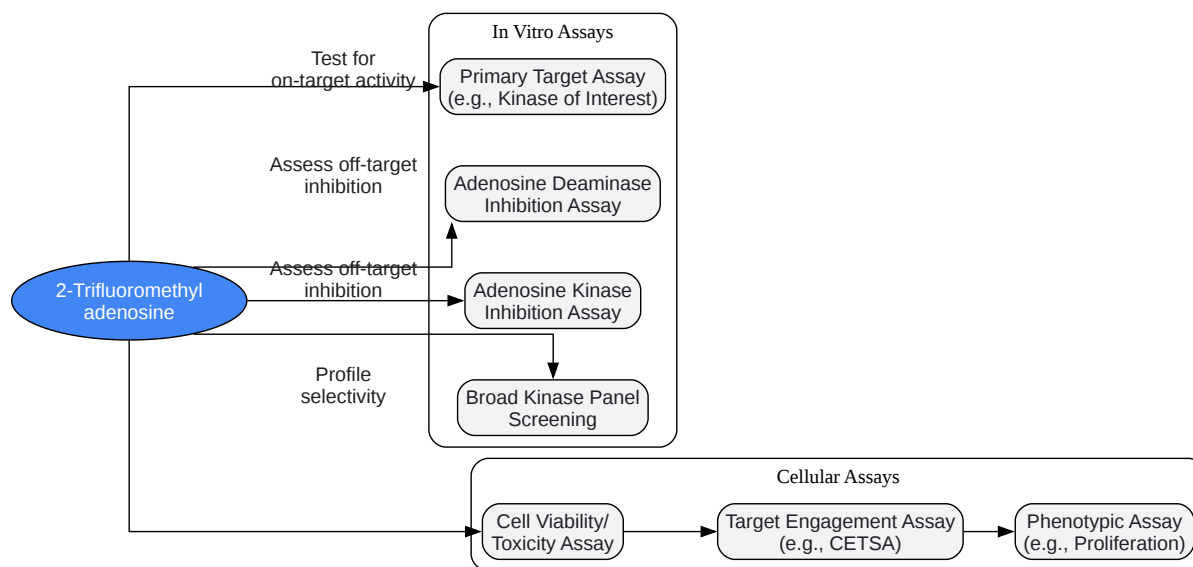 In Vitro Assays
Test for
on-target activity
Primary Target Assay
(e.g., Kinase of Interest)
Assess off-target
inhibition
Adenosine Deaminase
Inhibition Assay
2-Trifluoromethyl
adenosine
Assess off-target
inhibition
Adenosine Kinase
Inhibition Assay
Profile
selectivity
Broad Kinase Panel
Screening
Cellular Assays
Cell Viability/
Toxicity Assay
Target Engagement Assay
(e.g., CETSA)
Phenotypic Assay
(e.g., Proliferation)